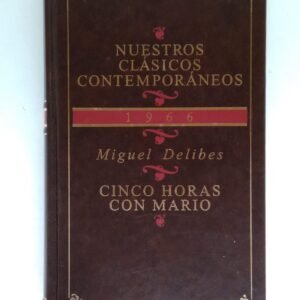 NUESTROS
CLÁSICOS
CONTEMPORÁNEOS
1966
Miguel Delibes
CINCO HORAS
CON MARIO